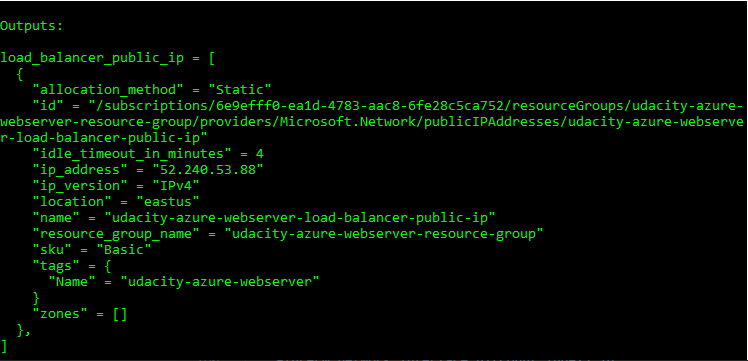 Outputs:
load_balancer_public_ip = [
  {
    "allocation_method" = "Static"
    "id" = "/subscriptions/6e9efff0-ea1d-4783-aac8-6fe28c5ca752/resourceGroups/udacity-azure-
webserver-resource-group/providers/Microsoft.Network/publicIPAddresses/udacity-azure-webserve
r-load-balancer-public-ip"
    "idle_timeout_in_minutes" = 4
    "ip_address" = "52.240.53.88"
    "ip_version" = "IPv4"
    "location" = "eastus"
    "name" = "udacity-azure-webserver-load-balancer-public-ip"
    "resource_group_name" = "udacity-azure-webserver-resource-group"
    "sku" = "Basic"
    "tags" = {
      "Name" = "udacity-azure-webserver"
    }
    "zones" = []
  },
]